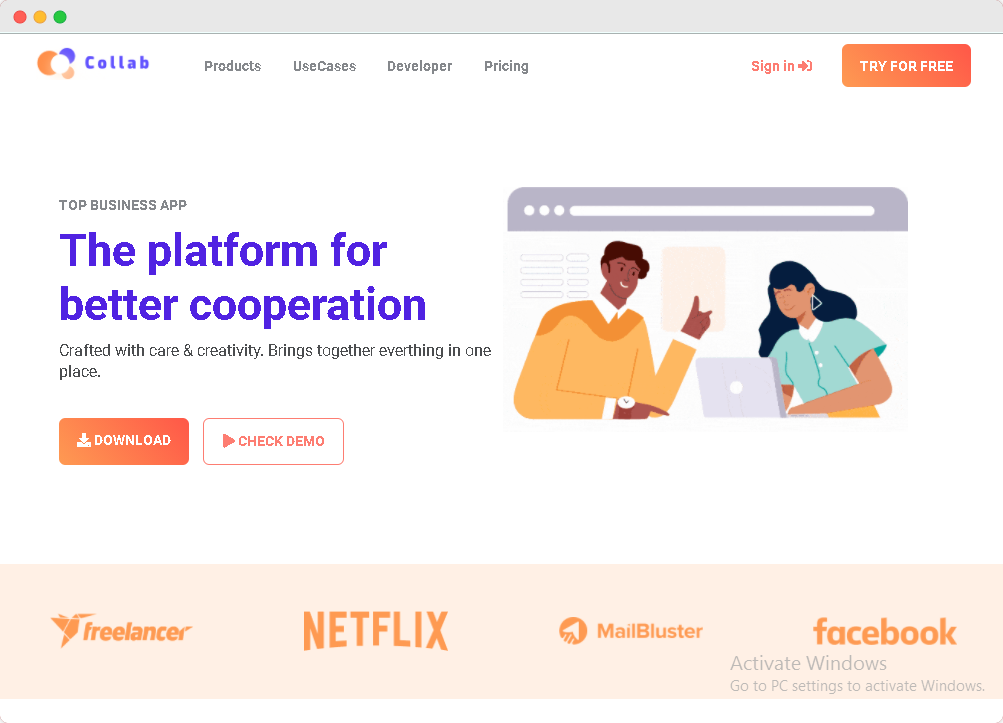 Collab
Products UseCases Developer Pricing Sign in TRY FOR FREE
TOP BUSINESS APP
The platform for
better cooperation
Crafted with care & creativity. Brings together everthing in one
place.
DOWNLOAD CHECK DEMO
freelancer NETFLIX MailBluster facebook
Activate Windows
Go to PC settings to activate Windows.